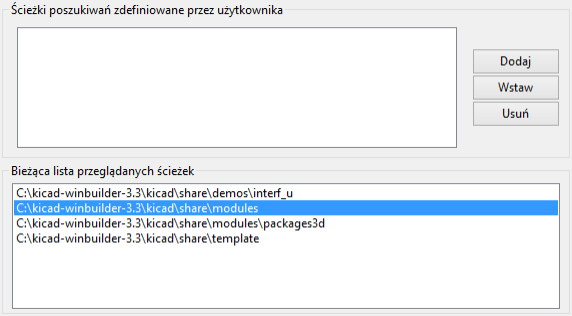 Ścieżki poszukiwań zdefiniowane przez użytkownika
Dodaj
Wstaw
Usuń
Bieżąca lista przeglądanych ścieżek
C:\kicad-winbuilder-3.3\kicad\share\demos\interf_u
C:\kicad-winbuilder-3.3\kicad\share\modules
C:\kicad-winbuilder-3.3\kicad\share\modules\packages3d
C:\kicad-winbuilder-3.3\kicad\share\template